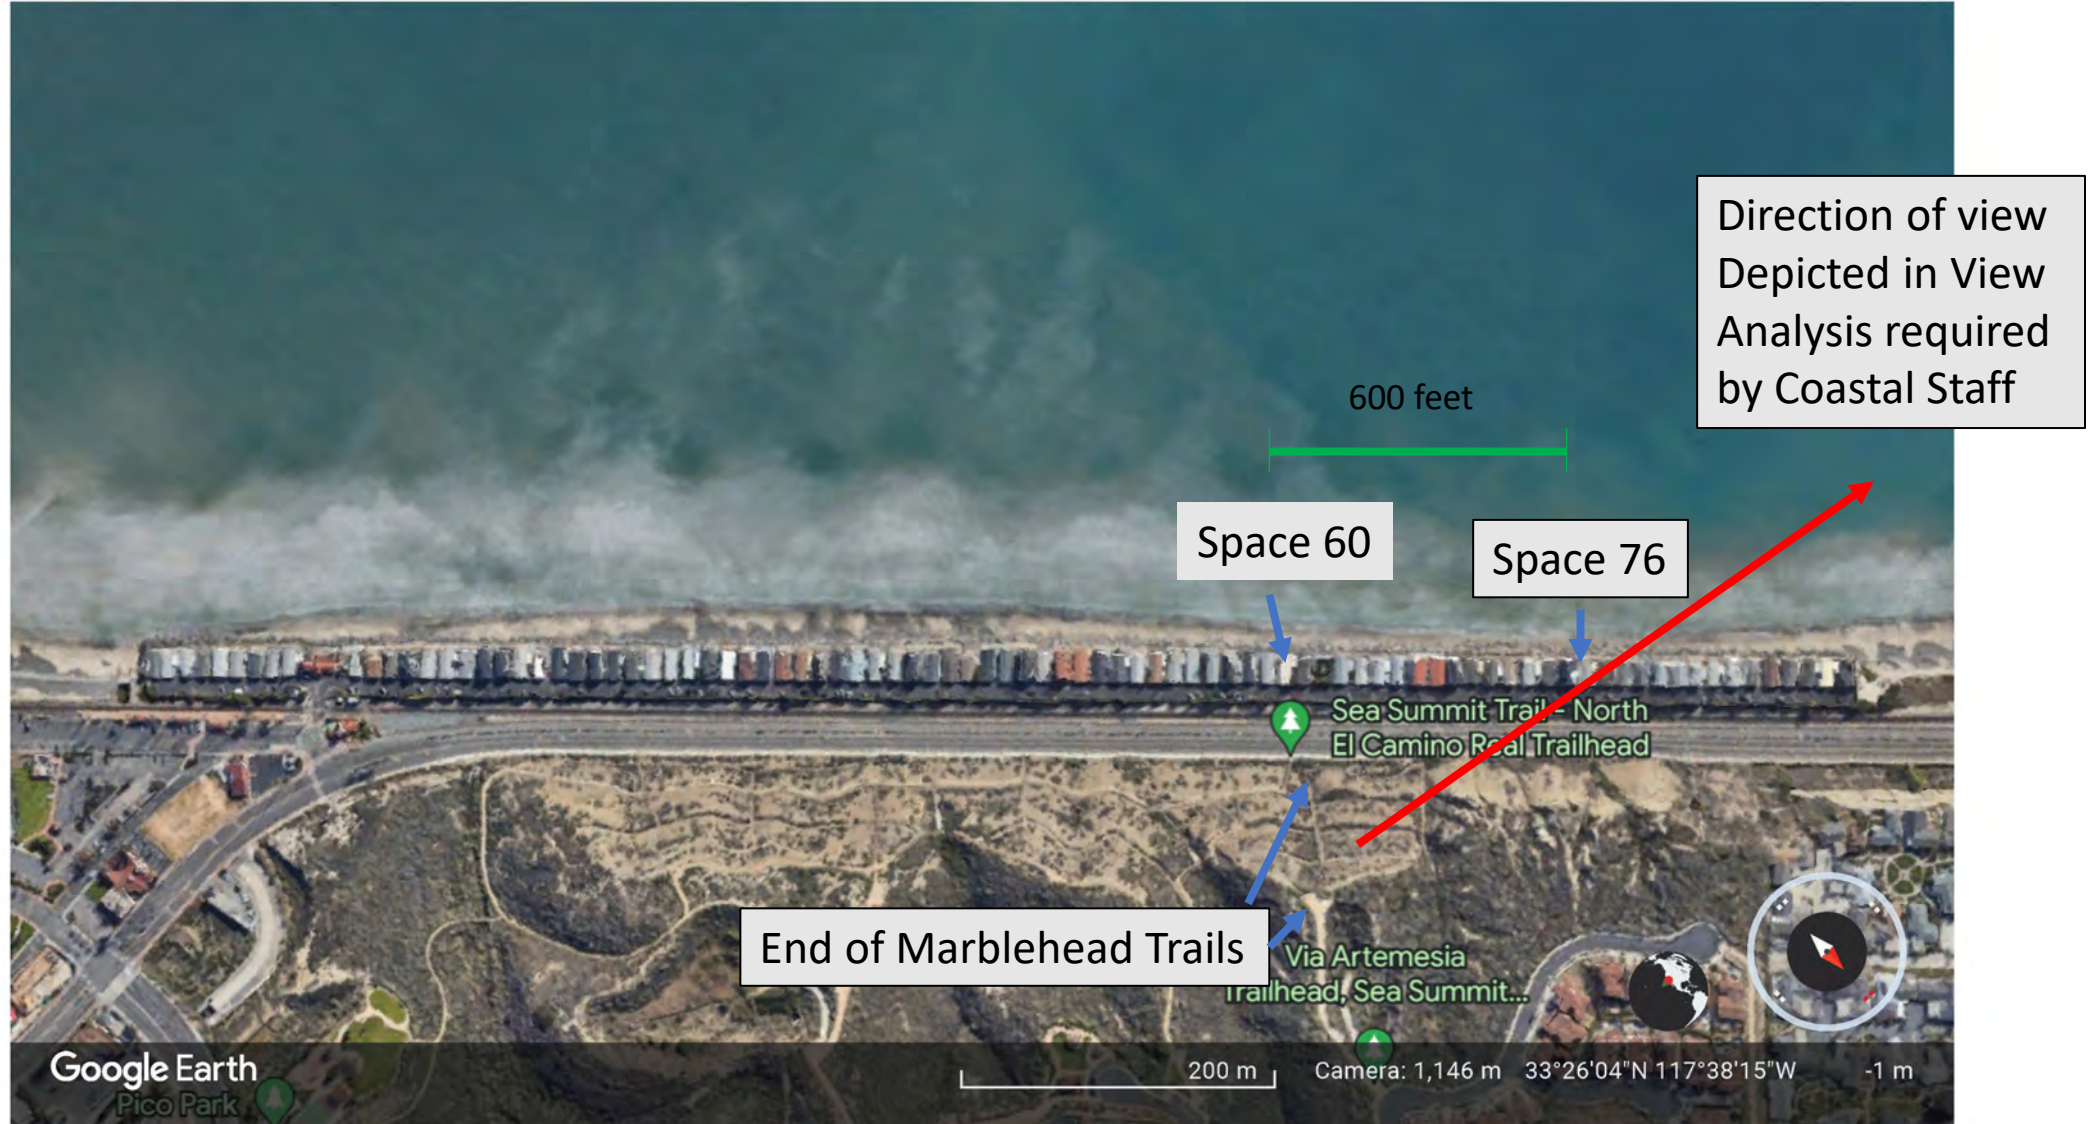 Direction of view
Depicted in View
Analysis required
by Coastal Staff
600 feet
Space 60
Space 76
Sea Summit Trail - North
El Camino Real Trailhead
End of Marblehead Trails
Via Artemesia
Trailhead, Sea Summit...
Google Earth
Pico Park
200 m
Camera: 1,146 m 33°26'04"N 117°38'15"W -1 m